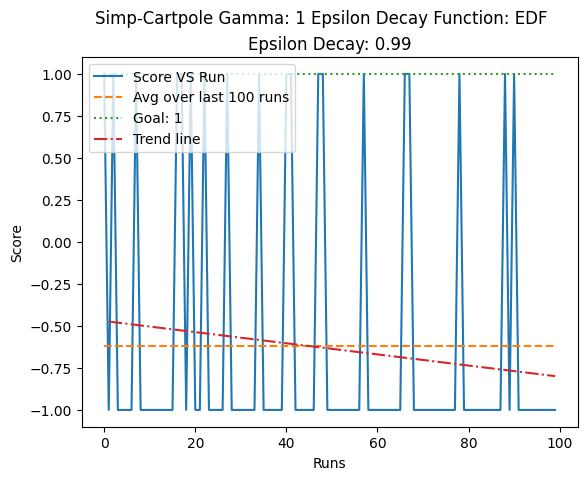 Simp-Cartpole Gamma: 1 Epsilon Decay Function: EDF
Epsilon Decay: 0.99
Score VS Run
Avg over last 100 runs
Goal: 1
Trend line
1.00
0.75
0.50
0.25
0.00
−0.25
−0.50
−0.75
−1.00
Score
0 20 40 60 80 100
Runs